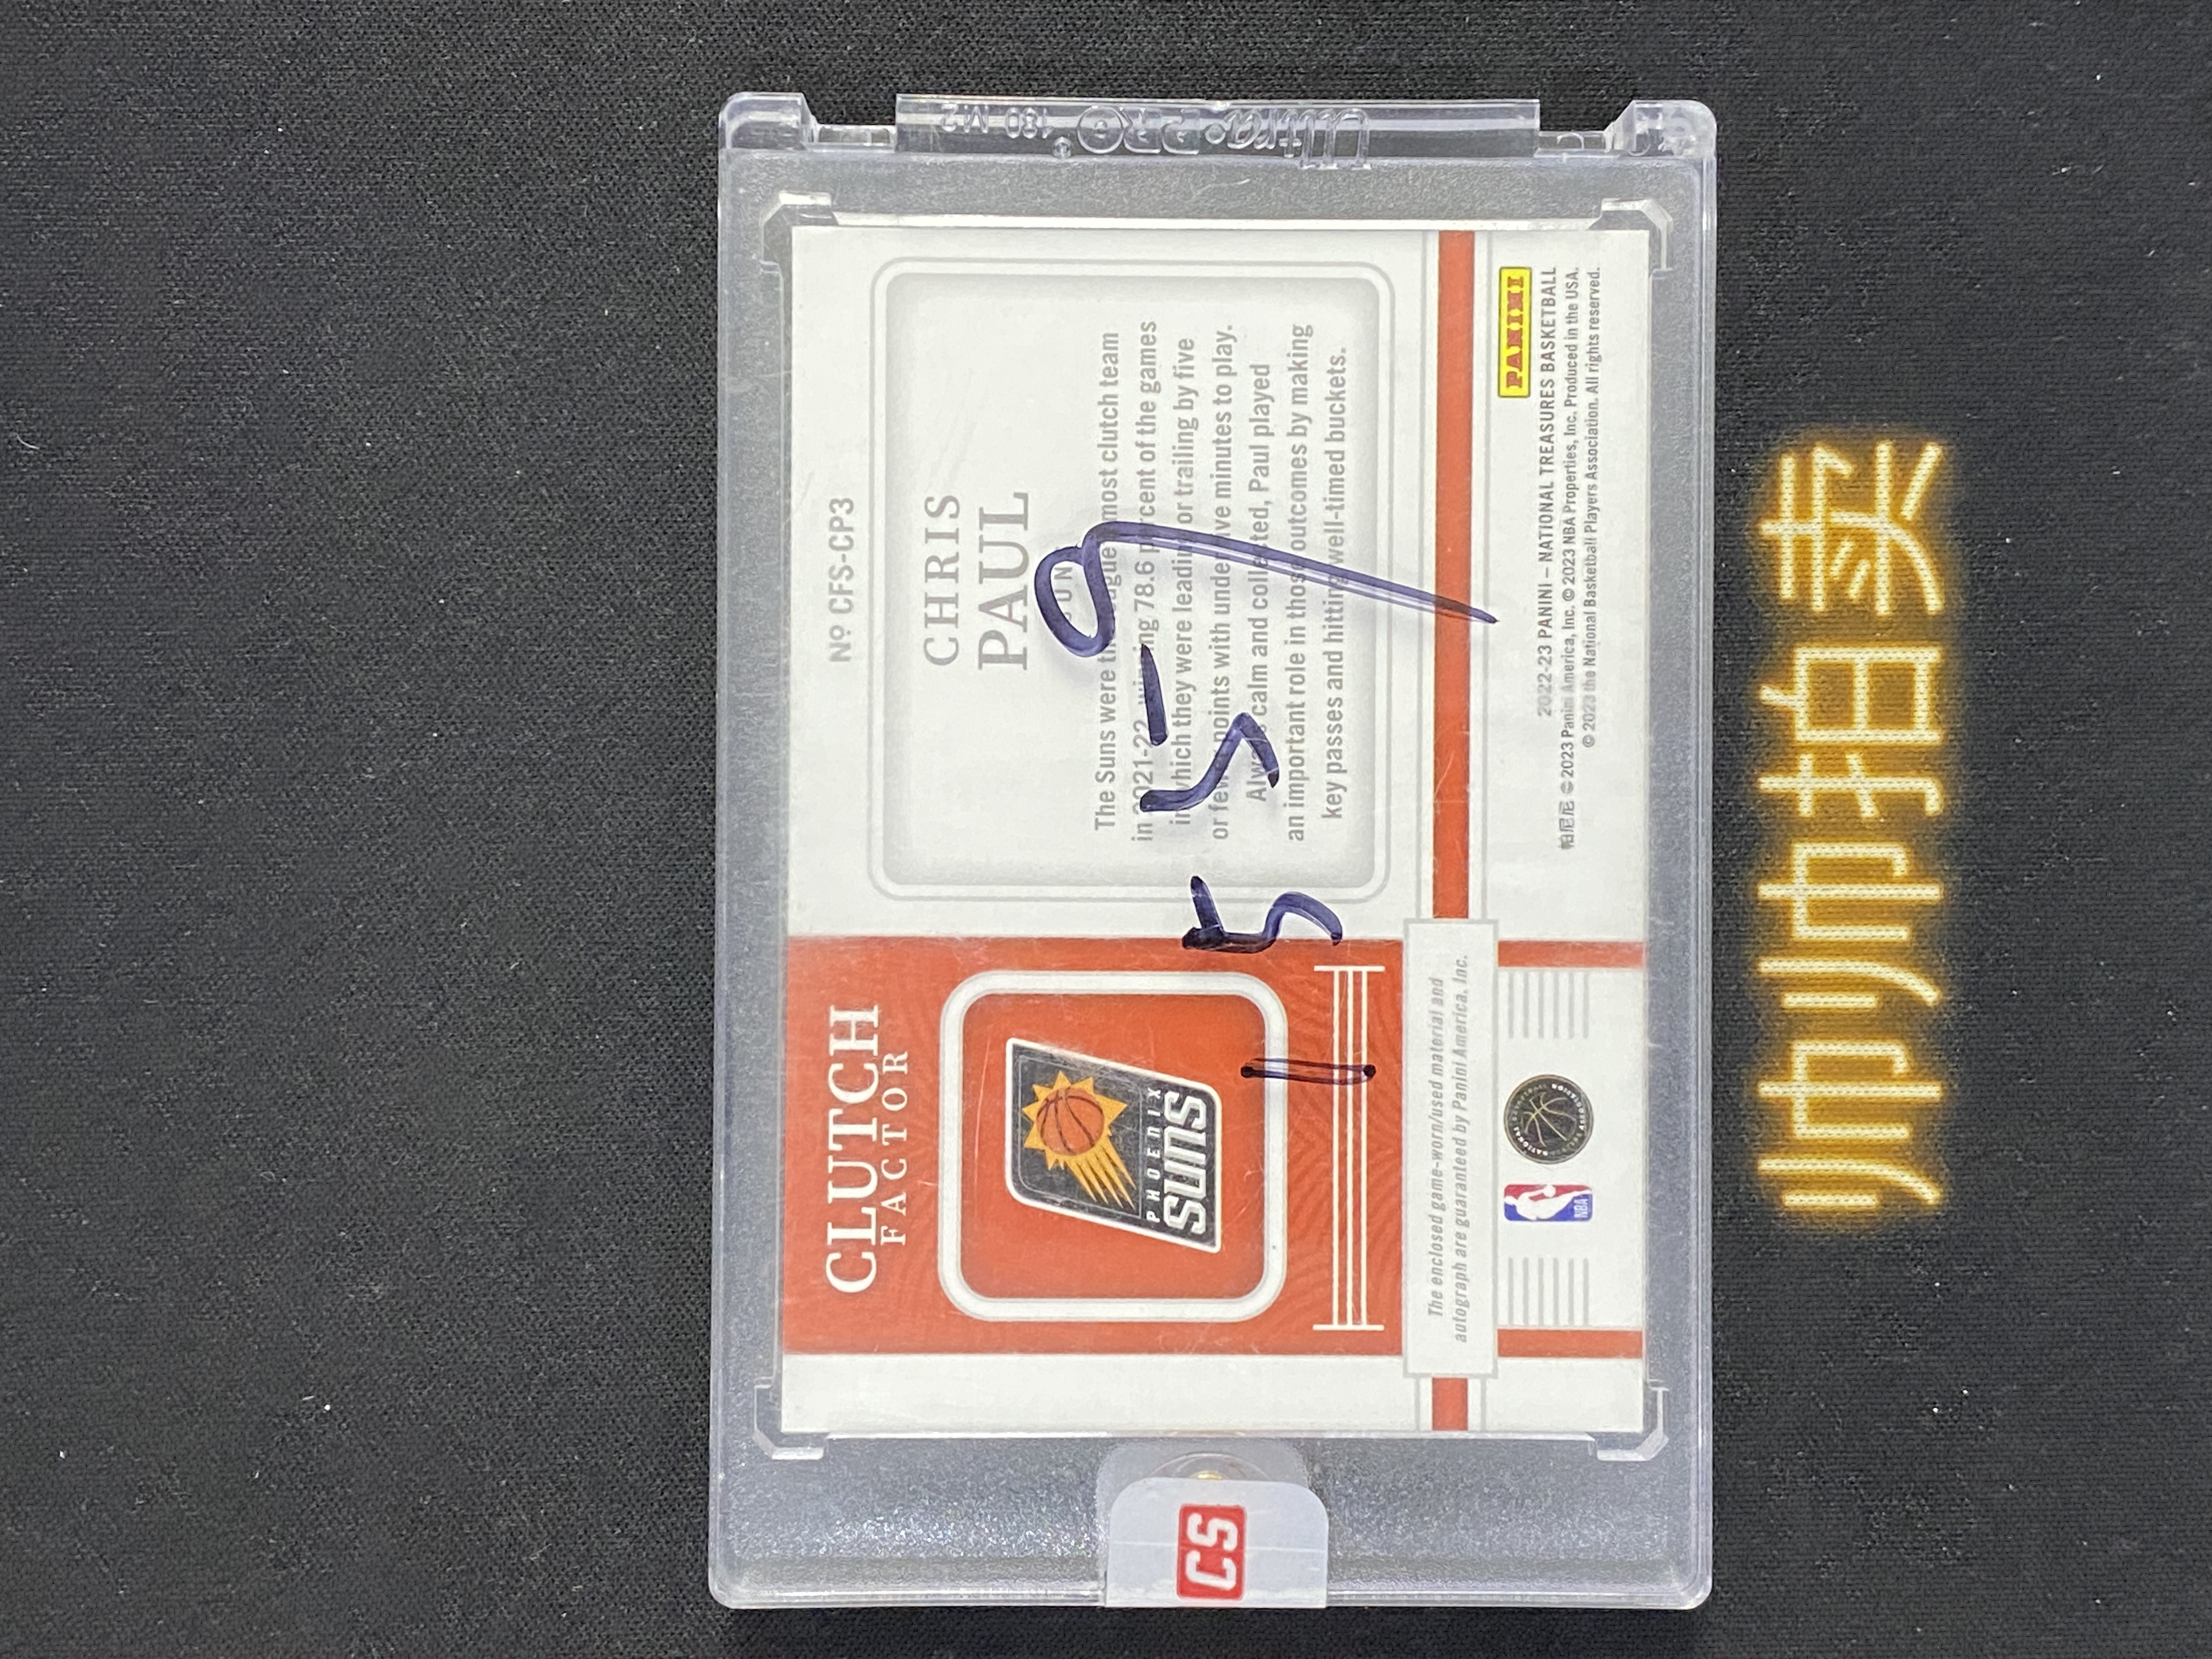 Ultra·PRO® 180 M2
CLUTCH
FACTOR
PHOENIX
SUNS
Nº CFS-CP3
CHRIS
PAUL
The Suns were the league's most clutch team
in 2021-22, winning 78.6 percent of the games
in which they were leading or trailing by five
or fewer points with under five minutes to play.
Always calm and collected, Paul played
an important role in those outcomes by making
key passes and hitting well-timed buckets.
155-9
The enclosed game-worn/used material and
autograph are guaranteed by Panini America, Inc.
NBA
PANINI
2022-23 PANINI – NATIONAL TREASURES BASKETBALL
帕尼尼 © 2023 Panini America, Inc. © 2023 NBA Properties, Inc. Produced in the USA.
© 2023 the National Basketball Players Association. All rights reserved.
CS
帅帅巾拍卖